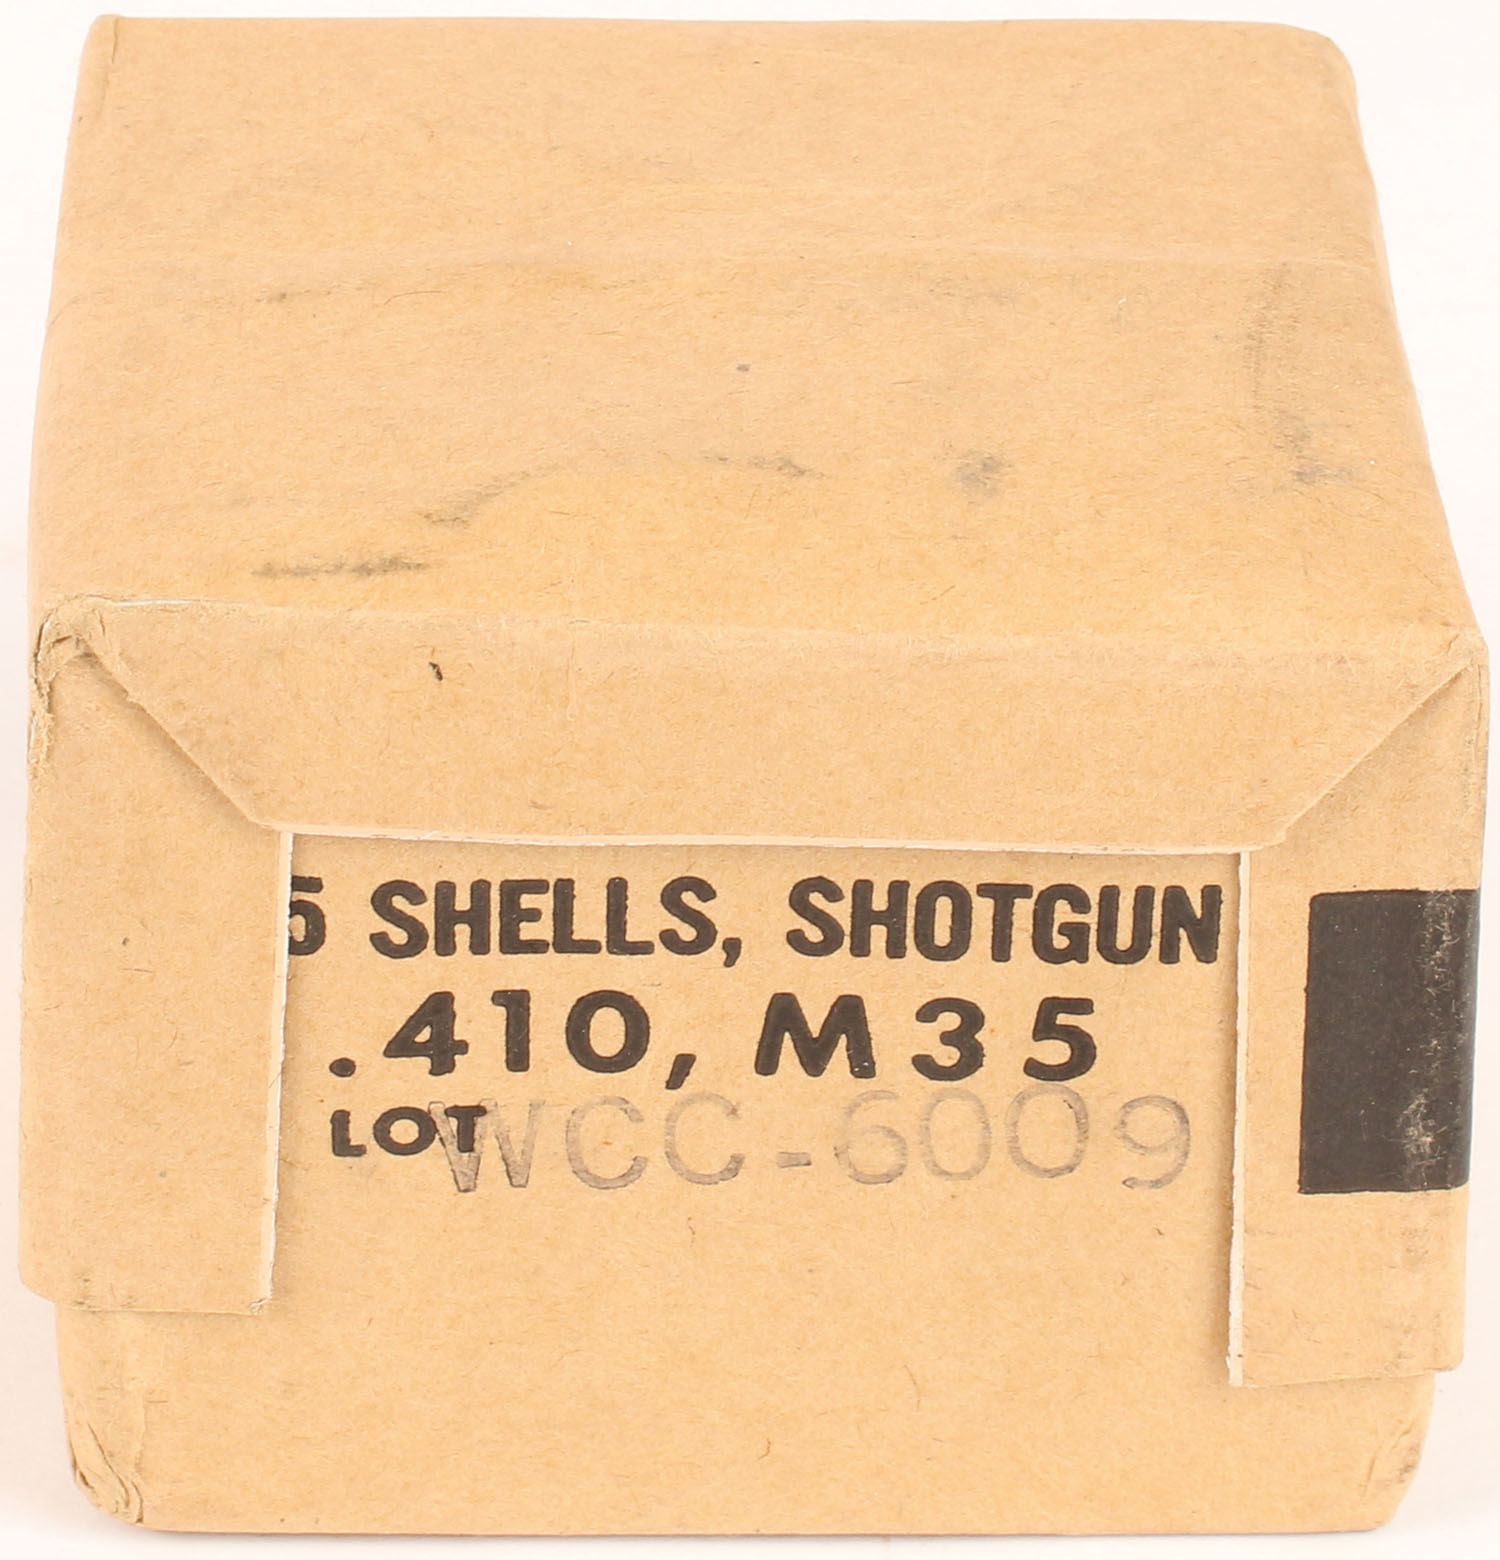 5 SHELLS, SHOTGUN
.410, M35
LOT WCC-6009